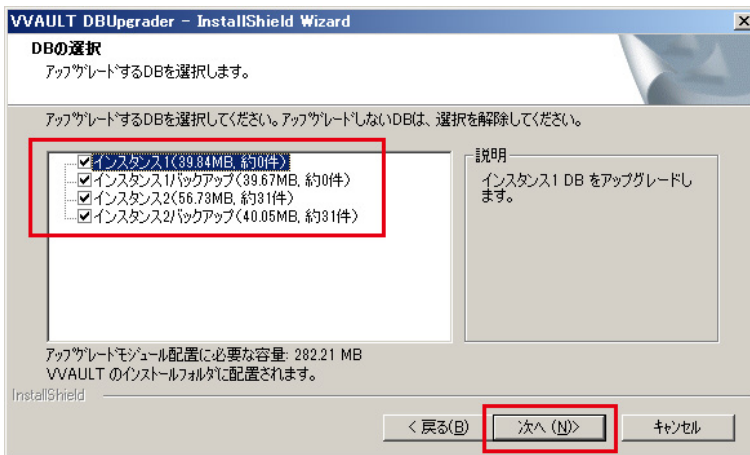 VVAULT DBUpgrader - InstallShield Wizard
DBの選択
アップグレードするDBを選択します。
アップグレードするDBを選択してください。アップグレードしないDBは、選択を解除してください。
インスタンス1(39.84MB, 約0件)
インスタンス1バックアップ(39.67MB, 約0件)
インスタンス2(56.73MB, 約31件)
インスタンス2バックアップ(40.05MB, 約31件)
説明
インスタンス1 DB をアップグレードし
ます。
アップグレードモジュール配置に必要な容量: 282.21 MB
VVAULT のインストールフォルダに配置されます。
InstallShield
< 戻る(B)
次へ (N)>
キャンセル